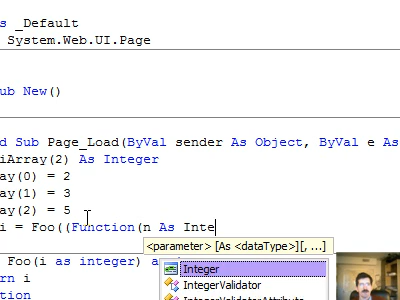 s _Default
System.Web.UI.Page
ub New()
d Sub Page_Load(ByVal sender As Object, ByVal e As
iArray(2) As Integer
ay(0) = 2
ay(1) = 3
ay(2) = 5
i = Foo((Function(n As Inte
<parameter> [As <dataType>][, ...]
Integer
Foo(i as integer) a
IntegerValidator
rn i
IntegerValidatorAttribute
tion